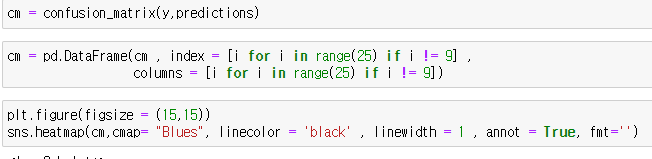 cm = confusion_matrix(y,predictions)
cm = pd.DataFrame(cm , index = [i for i in range(25) if i != 9] ,
columns = [i for i in range(25) if i != 9])
plt.figure(figsize = (15,15))
sns.heatmap(cm,cmap= "Blues", linecolor = 'black' , linewidth = 1 , annot = True, fmt='')